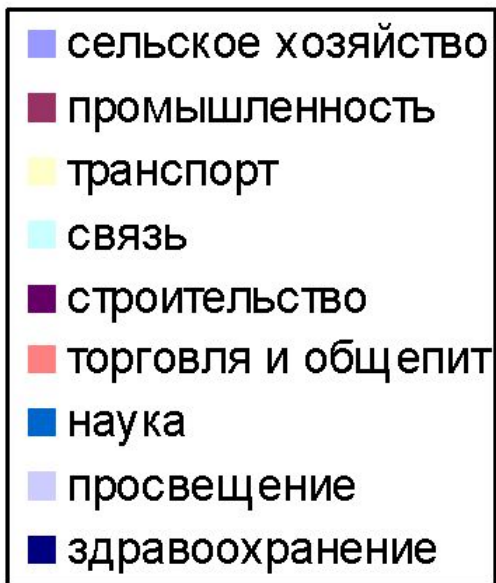 сельское хозяйство
промышленность
транспорт
связь
строительство
торговля и общепит
наука
просвещение
здравоохранение